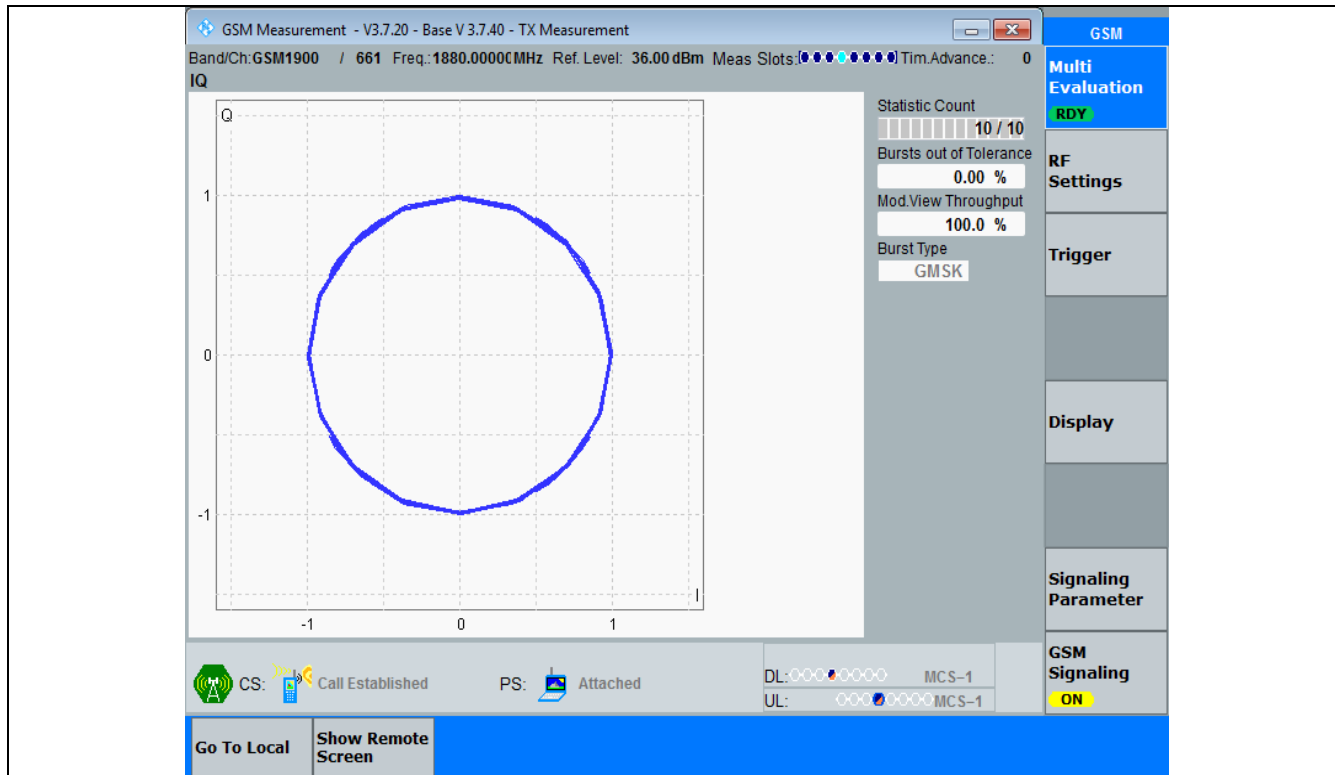 GSM Measurement - V3.7.20 - Base V 3.7.40 - TX Measurement
GSM
Band/Ch:GSM1900 / 661 Freq.:1880.00000MHz Ref. Level: 36.00 dBm Meas Slots: Tim.Advance.: 0
IQ
Multi
Evaluation
RDY
Statistic Count
10 / 10
Bursts out of Tolerance
0.00 %
Mod.View Throughput
100.0 %
Burst Type
GMSK
RF
Settings
Trigger
Display
Signaling
Parameter
GSM
Signaling
ON
Q
1
0
-1
I
-1 0 1
CS: Call Established PS: Attached
DL: MCS-1
UL: MCS-1
Go To Local
Show Remote
Screen